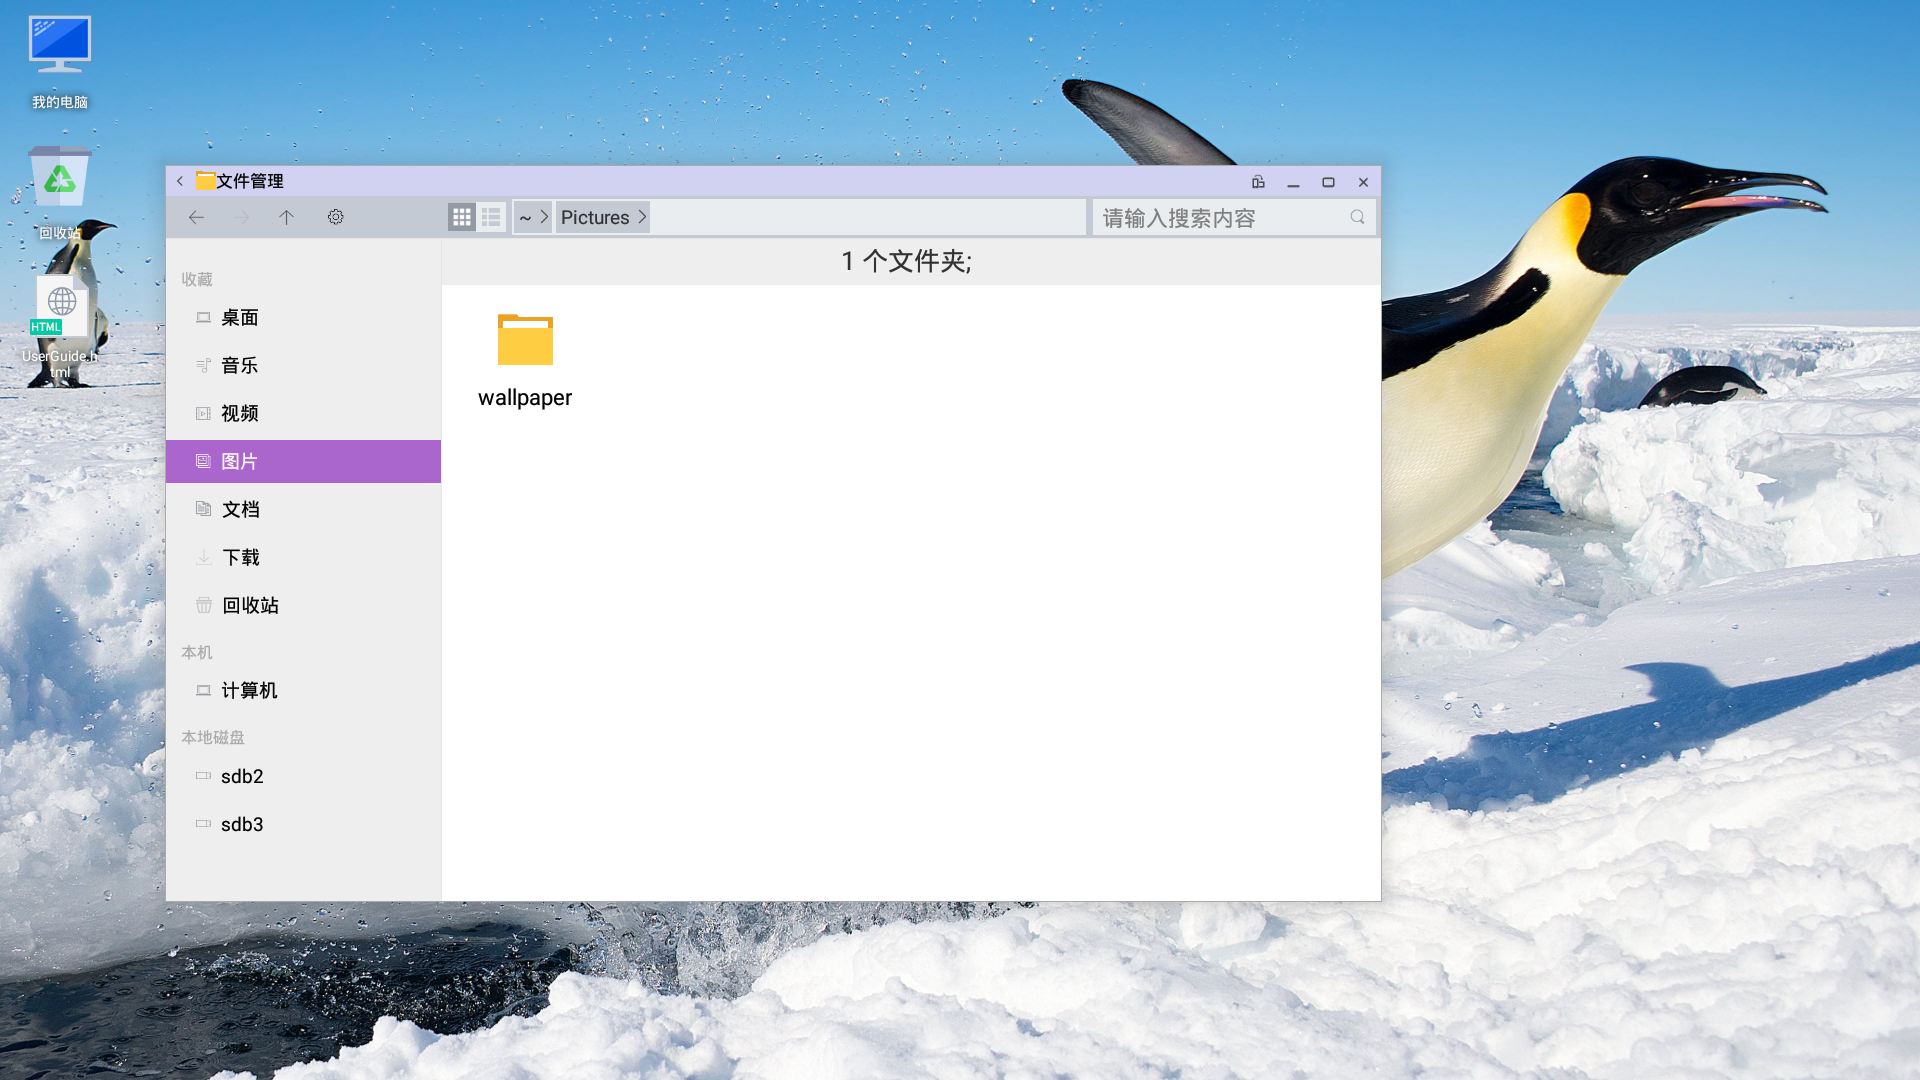 我的电脑
回收站
HTML
UserGuide.h
tml
文件管理
~
Pictures
请输入搜索内容
1 个文件夹;
收藏
桌面
音乐
视频
图片
文档
下载
回收站
本机
计算机
本地磁盘
sdb2
sdb3
wallpaper